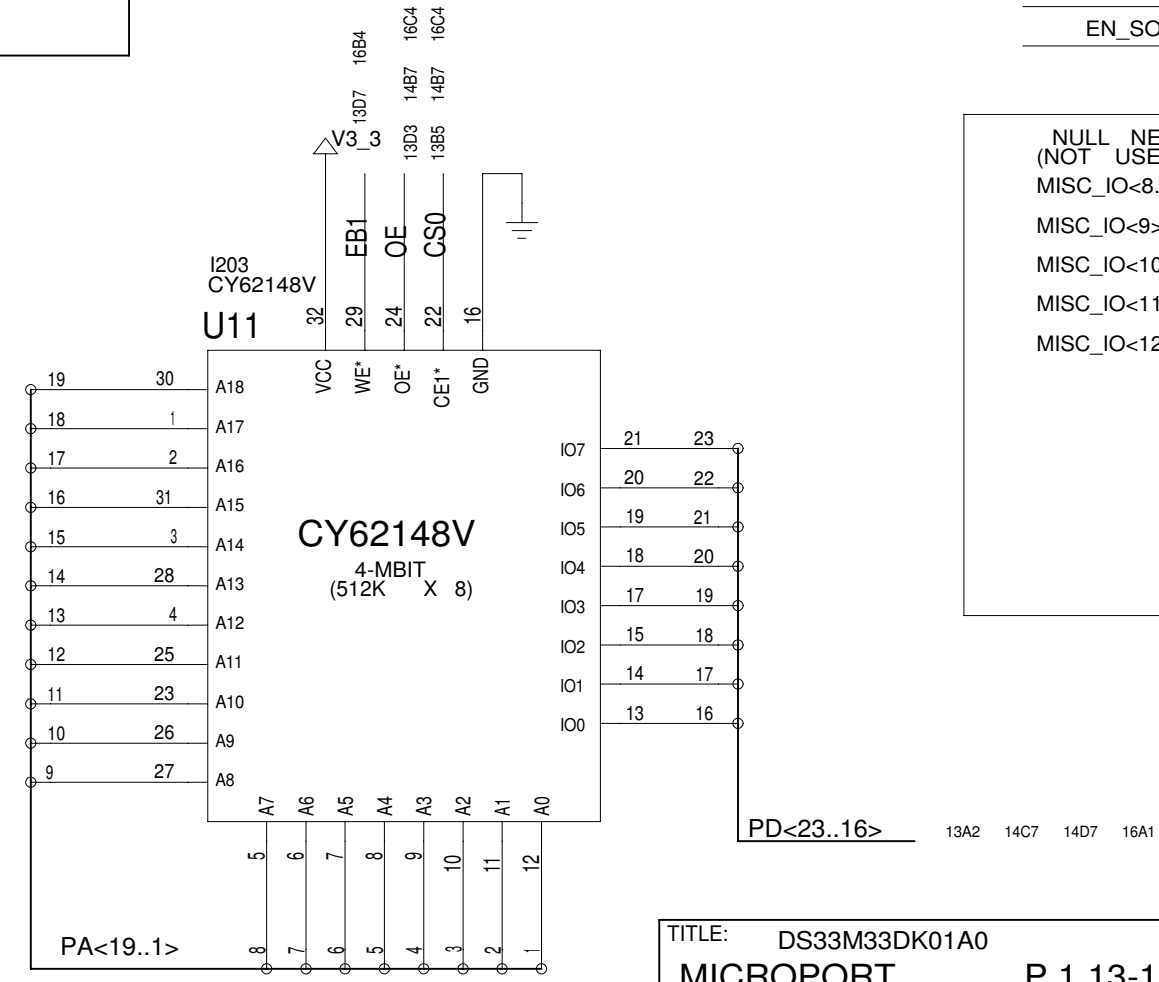 EN_SO
13D7 16B4
13D3 14B7 16C4
13B5 14B7 16C4
V3_3
EB1
OE
CS0
NULL NE
(NOT USE
MISC_IO<8.
MISC_IO<9>
MISC_IO<10
MISC_IO<11
MISC_IO<12
I203
CY62148V
U11
32 29 24 22 16
VCC WE* OE* CE1* GND
19 30 A18
18 1 A17
17 2 A16
16 31 A15
15 3 A14
14 28 A13
13 4 A12
12 25 A11
11 23 A10
10 26 A9
9 27 A8
CY62148V
4-MBIT
(512K X 8)
IO7 21 23
IO6 20 22
IO5 19 21
IO4 18 20
IO3 17 19
IO2 15 18
IO1 14 17
IO0 13 16
A7 A6 A5 A4 A3 A2 A1 A0
5 6 7 8 9 10 11 12
8 7 6 5 4 3 2 1
PA<19..1>
PD<23..16> 13A2 14C7 14D7 16A1
TITLE: DS33M33DK01A0
MICROPORT P.1 13-1